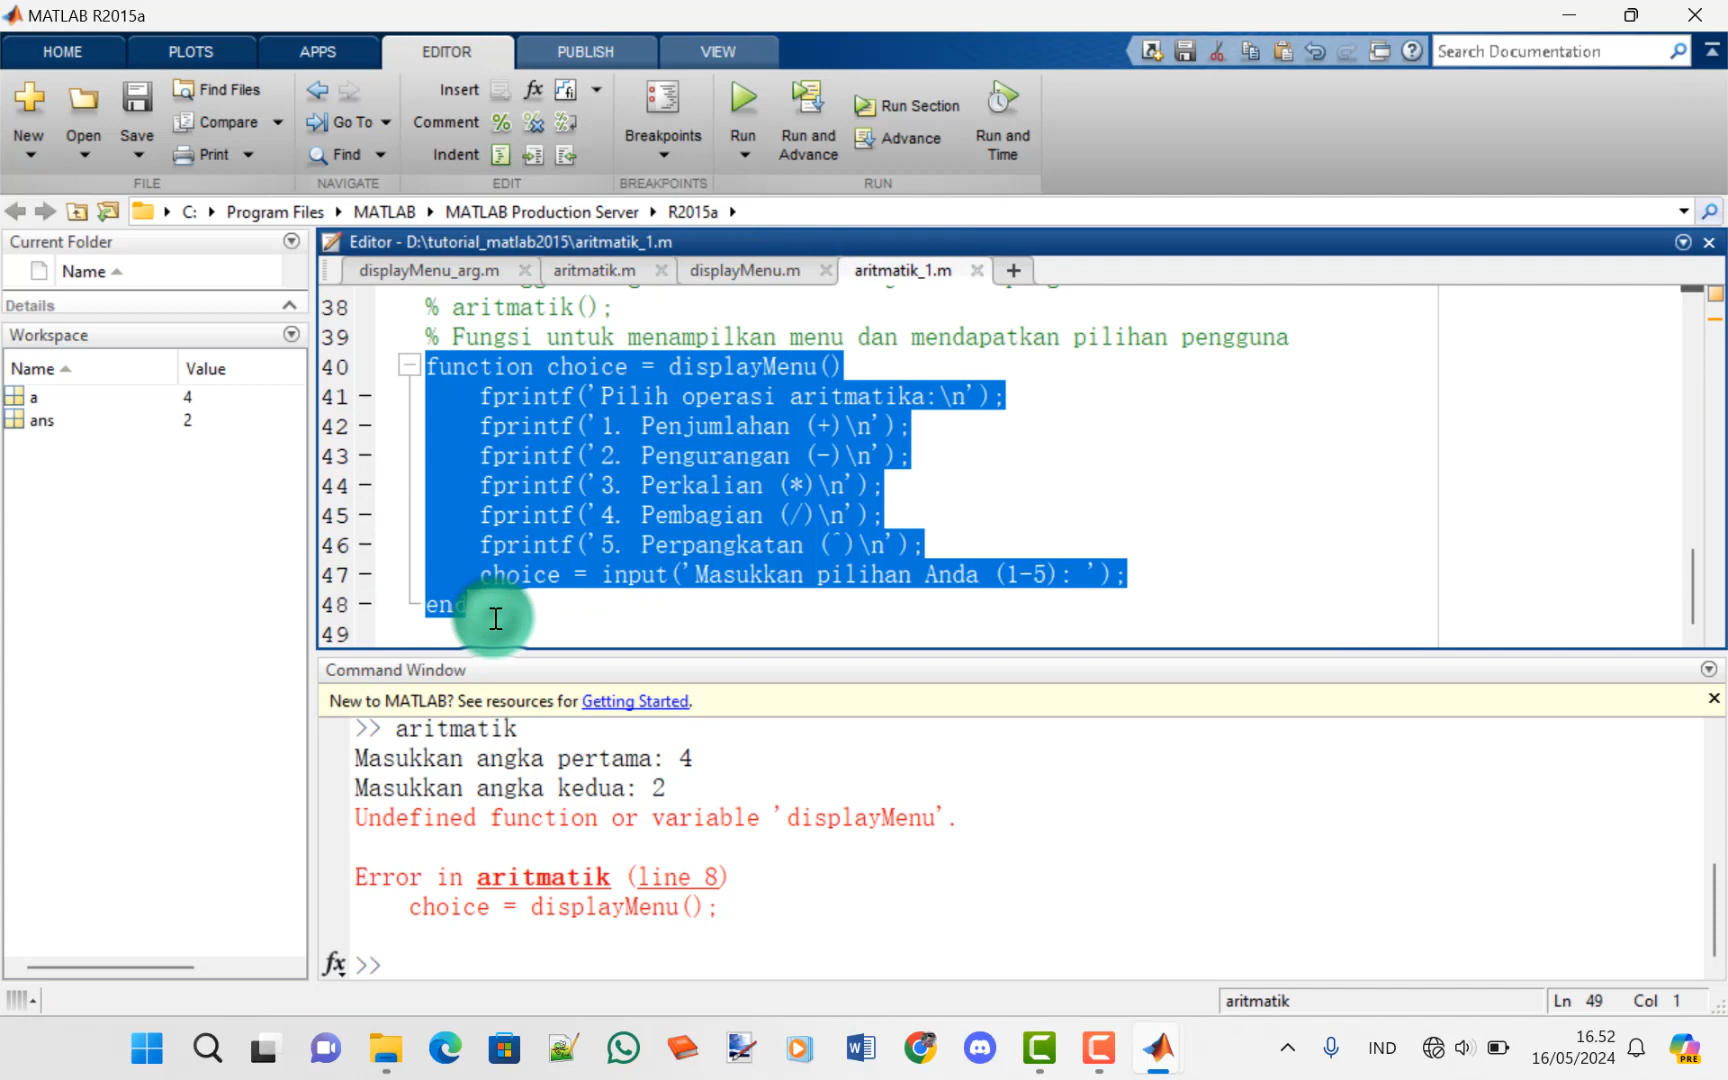 MATLAB R2015a
HOME PLOTS APPS EDITOR PUBLISH VIEW
Search Documentation
New Open Save Find Files Compare Print
Go To Find
Insert fx
Comment %
Indent
Breakpoints
Run Run and Advance
Run Section
Advance
Run and Time
FILE NAVIGATE EDIT BREAKPOINTS RUN
C: Program Files MATLAB MATLAB Production Server R2015a
Current Folder
Name
Details
Workspace
Name Value
a 4
ans 2
Editor - D:\tutorial_matlab2015\aritmatik_1.m
displayMenu_arg.m aritmatik.m displayMenu.m aritmatik_1.m +
38 % aritmatik();
39 % Fungsi untuk menampilkan menu dan mendapatkan pilihan pengguna
40 function choice = displayMenu()
41 - fprintf('Pilih operasi aritmatika:\n');
42 - fprintf('1. Penjumlahan (+)\n');
43 - fprintf('2. Pengurangan (-)\n');
44 - fprintf('3. Perkalian (*)\n');
45 - fprintf('4. Pembagian (/)\n');
46 - fprintf('5. Perpangkatan (^)\n');
47 - choice = input('Masukkan pilihan Anda (1-5): ');
48 - end
49
Command Window
New to MATLAB? See resources for Getting Started.
>> aritmatik
Masukkan angka pertama: 4
Masukkan angka kedua: 2
Undefined function or variable 'displayMenu'.
Error in aritmatik (line 8)
choice = displayMenu();
fx >>
aritmatik Ln 49 Col 1
IND
16.52
16/05/2024
PRE